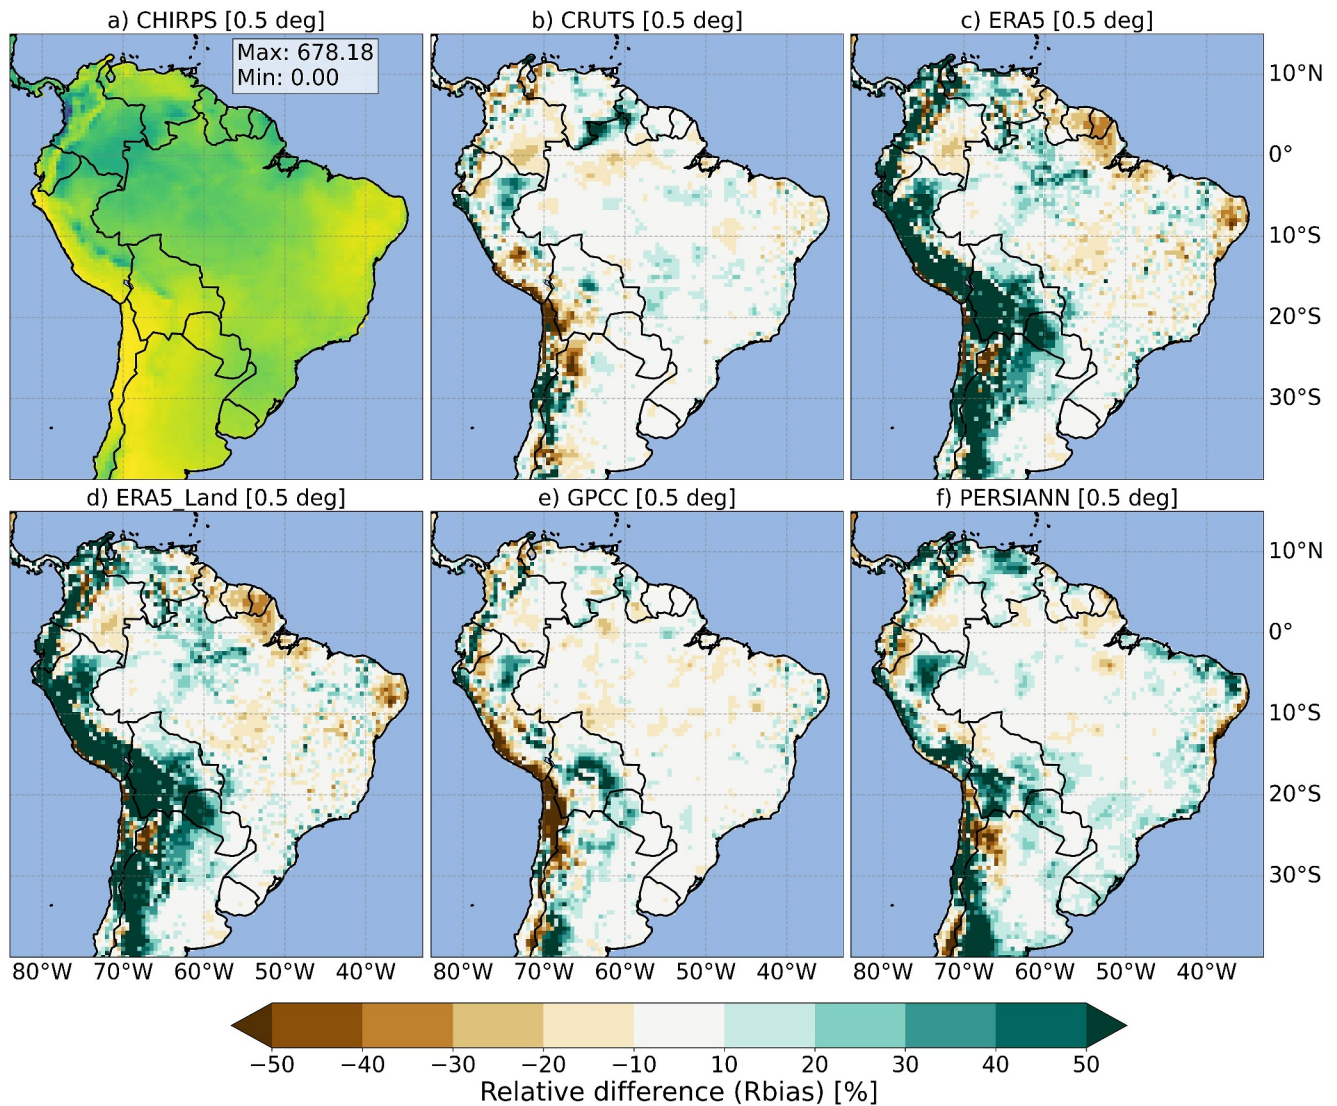 a) CHIRPS [0.5 deg]
b) CRUTS [0.5 deg]
c) ERA5 [0.5 deg]
Max: 678.18
Min: 0.00
10°N
0°
10°S
20°S
30°S
d) ERA5_Land [0.5 deg]
e) GPCC [0.5 deg]
f) PERSIANN [0.5 deg]
10°N
0°
10°S
20°S
30°S
80°W 70°W 60°W 50°W 40°W
80°W 70°W 60°W 50°W 40°W
80°W 70°W 60°W 50°W 40°W
−50 −40 −30 −20 −10 10 20 30 40 50
Relative difference (Rbias) [%]